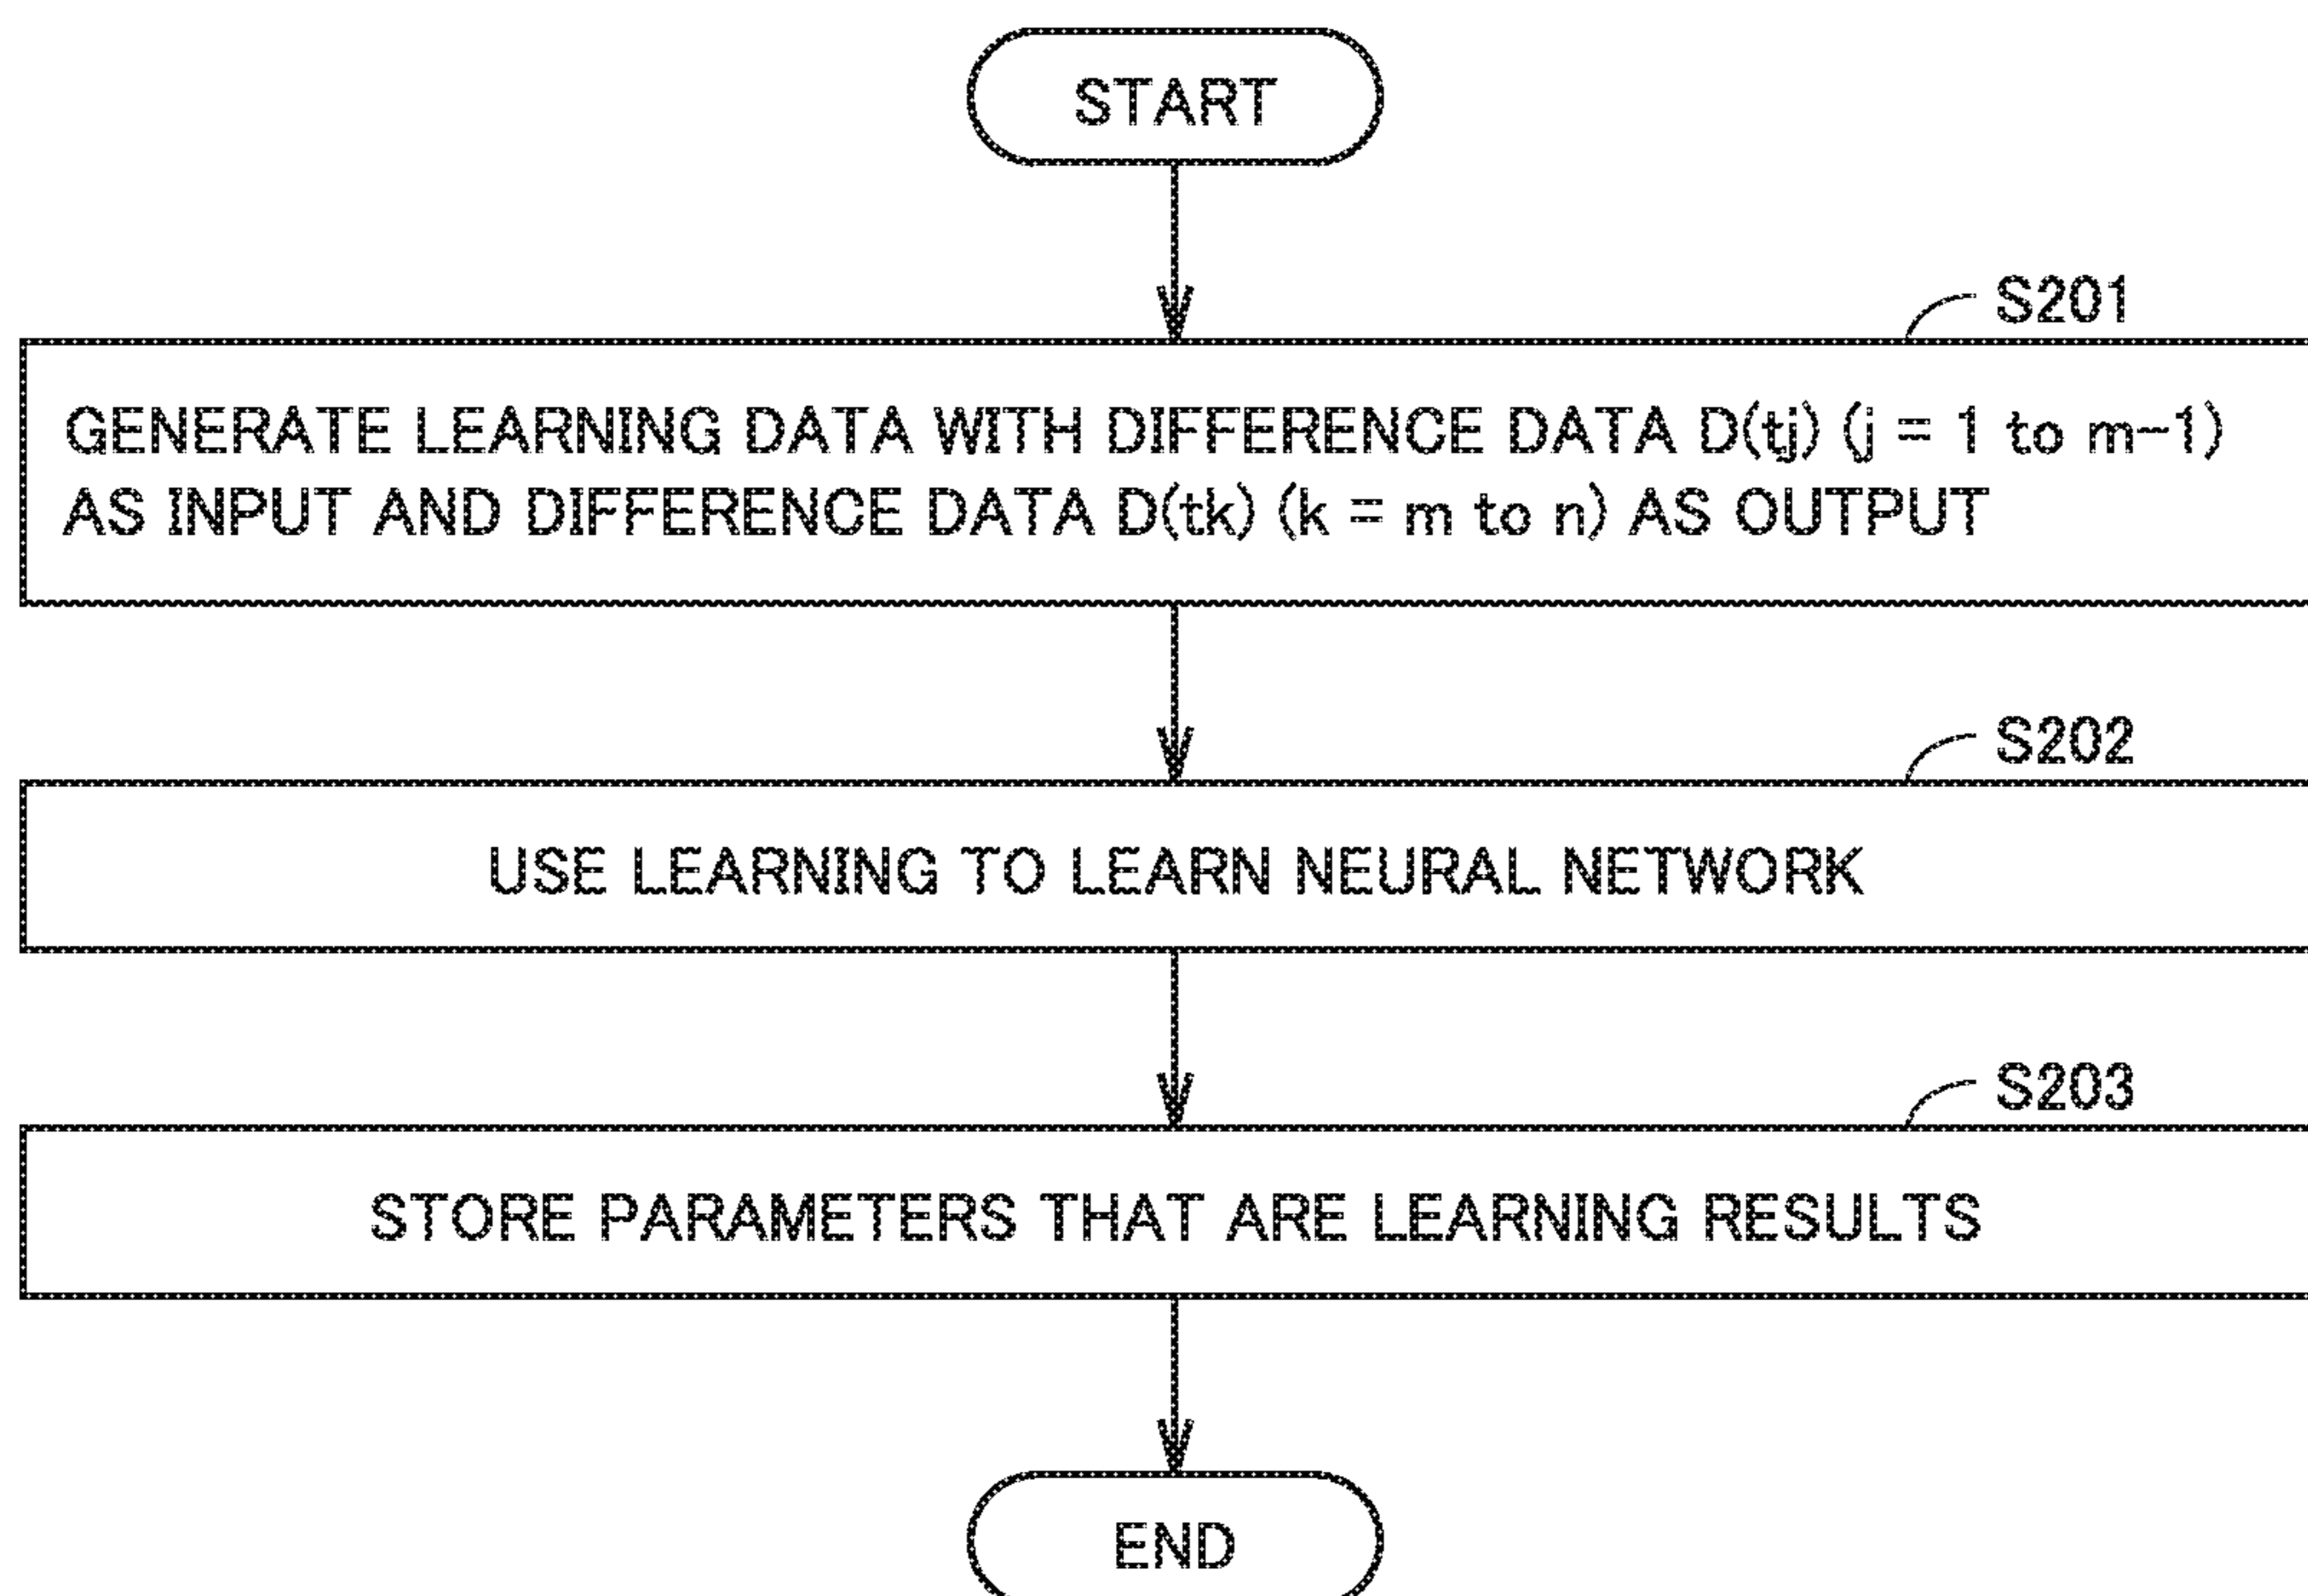 START
S201
GENERATE LEARNING DATA WITH DIFFERENCE DATA D(tj) (j = 1 to m-1)
AS INPUT AND DIFFERENCE DATA D(tk) (k = m to n) AS OUTPUT
S202
USE LEARNING TO LEARN NEURAL NETWORK
S203
STORE PARAMETERS THAT ARE LEARNING RESULTS
END